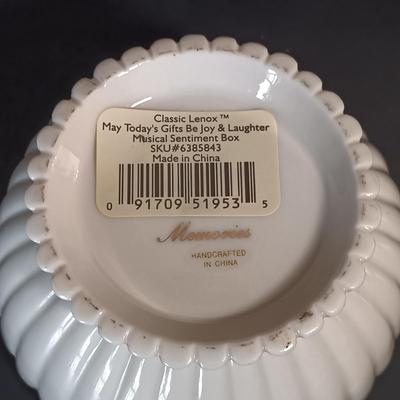 Classic Lenox™
May Today's Gifts Be Joy & Laughter
Musical Sentiment Box
SKU#6385843
Made in China
0 91709 51953 5
Memories
HANDCRAFTED
IN CHINA